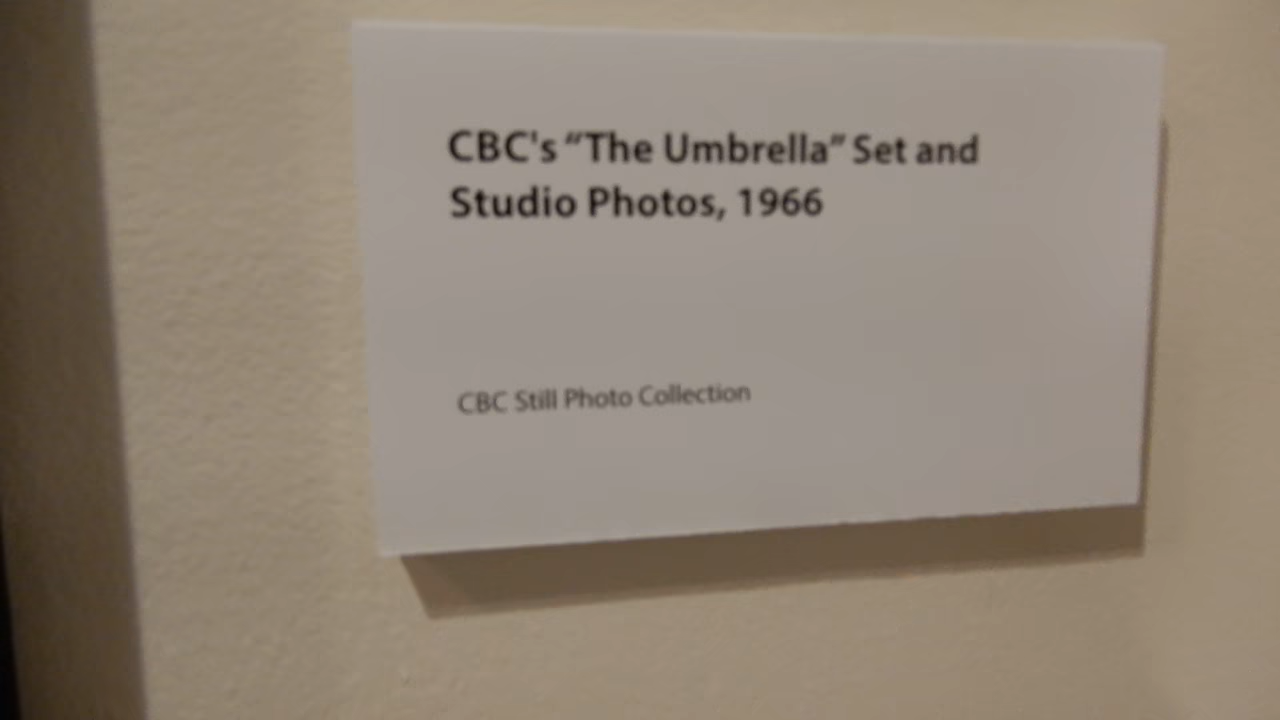 CBC's “The Umbrella” Set and
Studio Photos, 1966
CBC Still Photo Collection